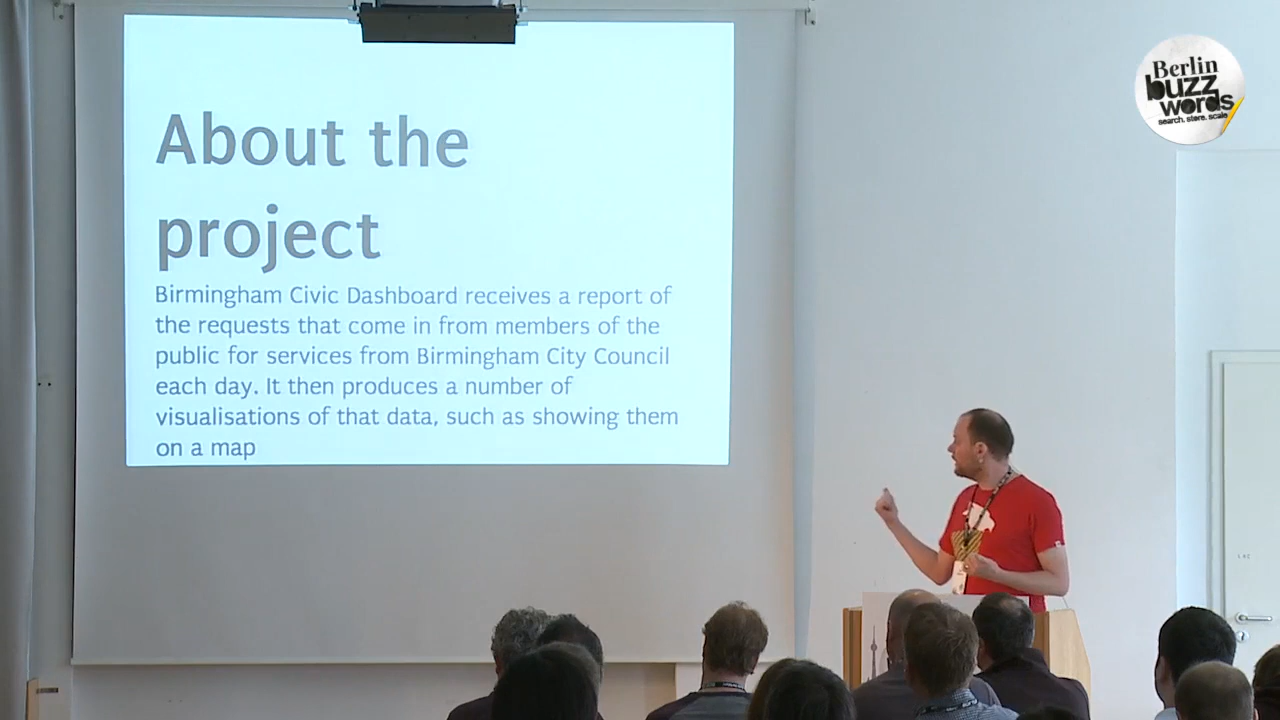 About the
project
Birmingham Civic Dashboard receives a report of
the requests that come in from members of the
public for services from Birmingham City Council
each day. It then produces a number of
visualisations of that data, such as showing them
on a map
Berlin
buzz
words
search. store. scale